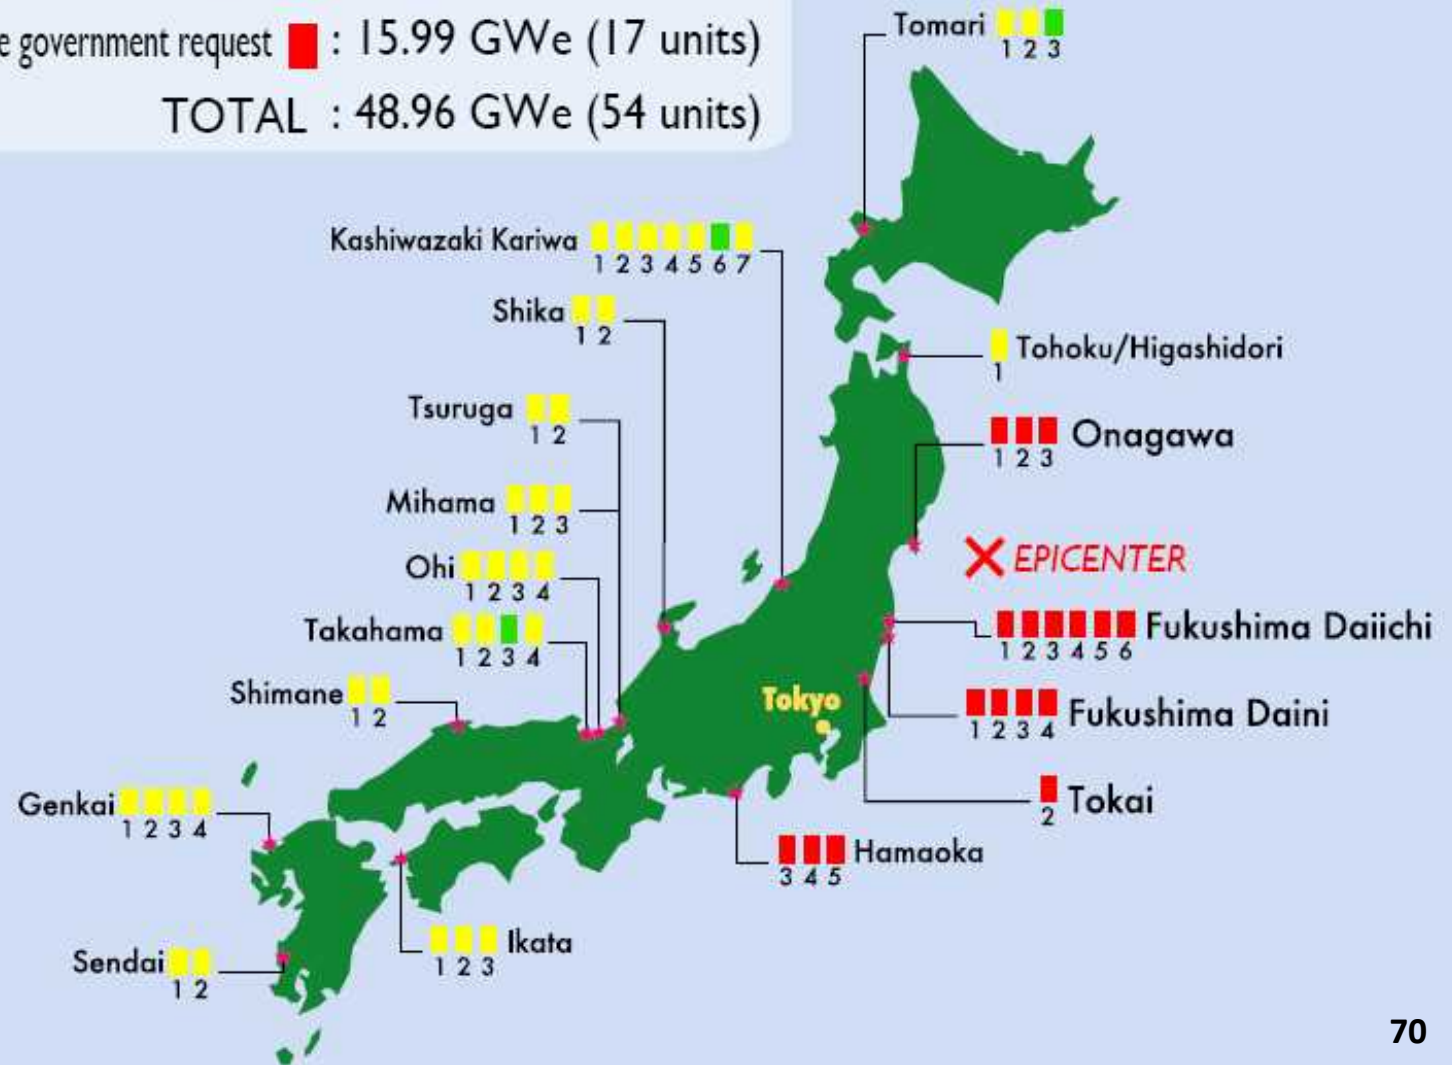 e government request : 15.99 GWe (17 units)
TOTAL : 48.96 GWe (54 units)
Tomari
1 2 3
Kashiwazaki Kariwa
1 2 3 4 5 6 7
Shika
1 2
Tohoku/Higashidori
1
Tsuruga
1 2
Onagawa
1 2 3
Mihama
1 2 3
EPICENTER
Ohi
1 2 3 4
Takahama
1 2 3 4
Fukushima Daiichi
1 2 3 4 5 6
Shimane
1 2
Tokyo
Fukushima Daini
1 2 3 4
Genkai
1 2 3 4
Tokai
2
Hamaoka
3 4 5
Ikata
1 2 3
Sendai
1 2
70